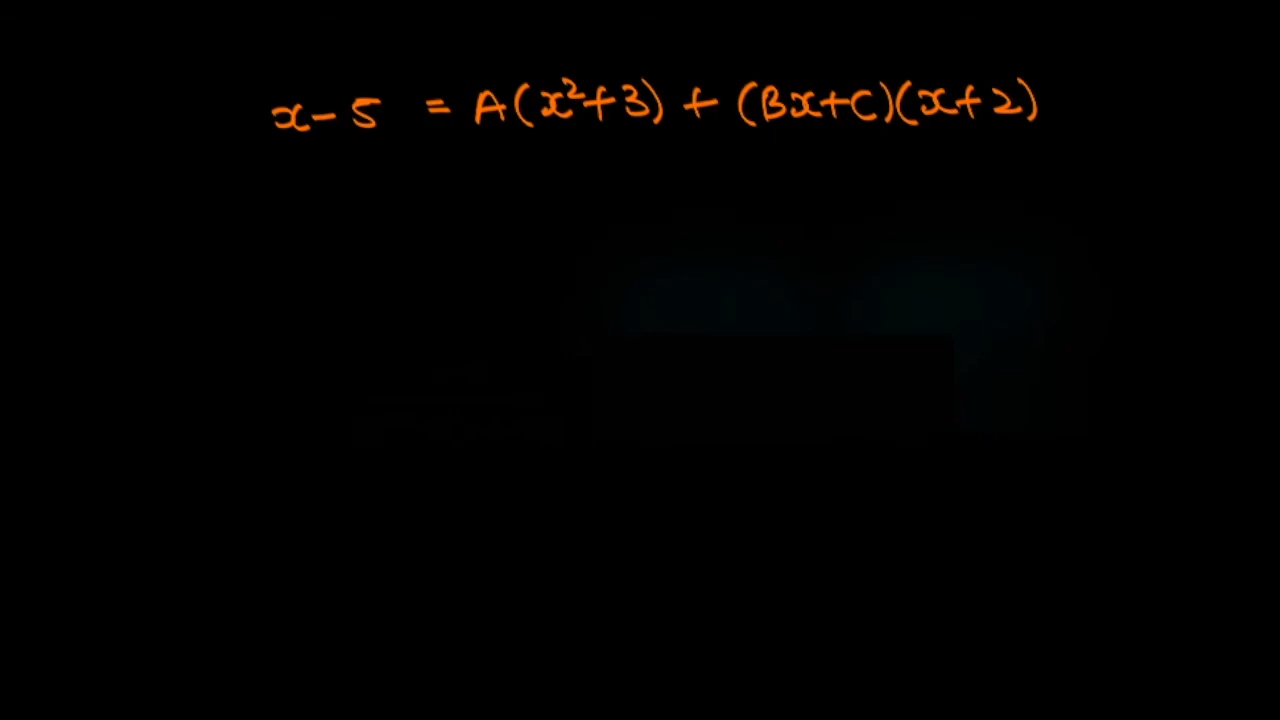 x - 5 = A(x²+3) + (Bx+C)(x+2)